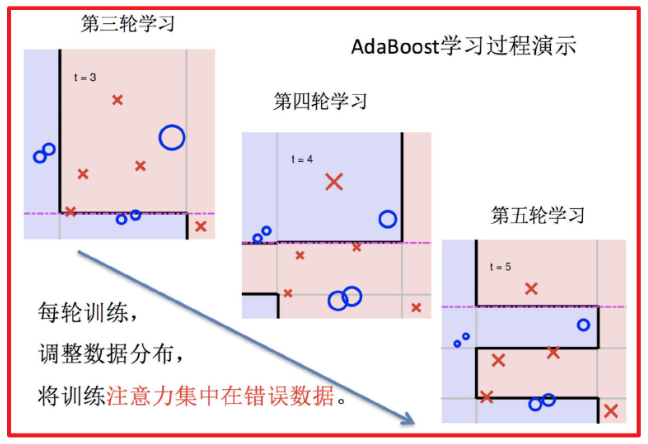 第三轮学习
AdaBoost学习过程演示
t = 3
第四轮学习
t = 4
第五轮学习
t = 5
每轮训练，
调整数据分布，
将训练注意力集中在错误数据。